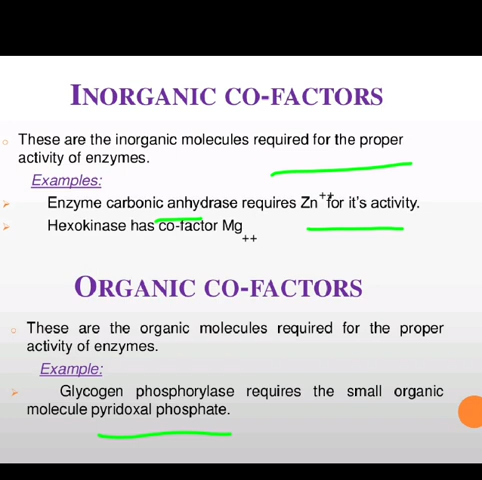 INORGANIC CO-FACTORS
These are the inorganic molecules required for the proper
activity of enzymes.
Examples:
Enzyme carbonic anhydrase requires Zn++for it's activity.
Hexokinase has co-factor Mg
++
ORGANIC CO-FACTORS
These are the organic molecules required for the proper
activity of enzymes.
Example:
Glycogen phosphorylase requires the small organic
molecule pyridoxal phosphate.